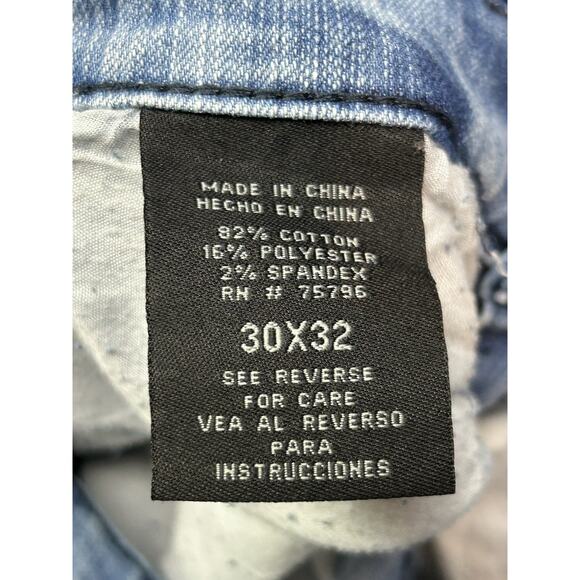 MADE IN CHINA
HECHO EN CHINA
82% COTTON
16% POLYESTER
2% SPANDEX
RN # 75796
30X32
SEE REVERSE
FOR CARE
VEA AL REVERSO
PARA
INSTRUCCIONES